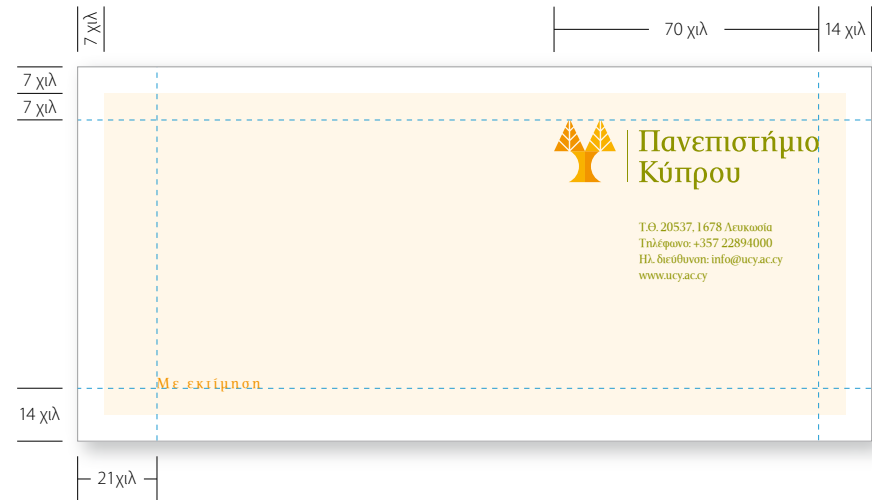 7 χιλ
70 χιλ
14 χιλ
7 χιλ
7 χιλ
Πανεπιστήμιο
Κύπρου
Τ.Θ. 20537, 1678 Λευκωσία
Τηλέφωνο: +357 22894000
Ηλ. διεύθυνση: info@ucy.ac.cy
www.ucy.ac.cy
Με εκτίμηση
14 χιλ
21χιλ